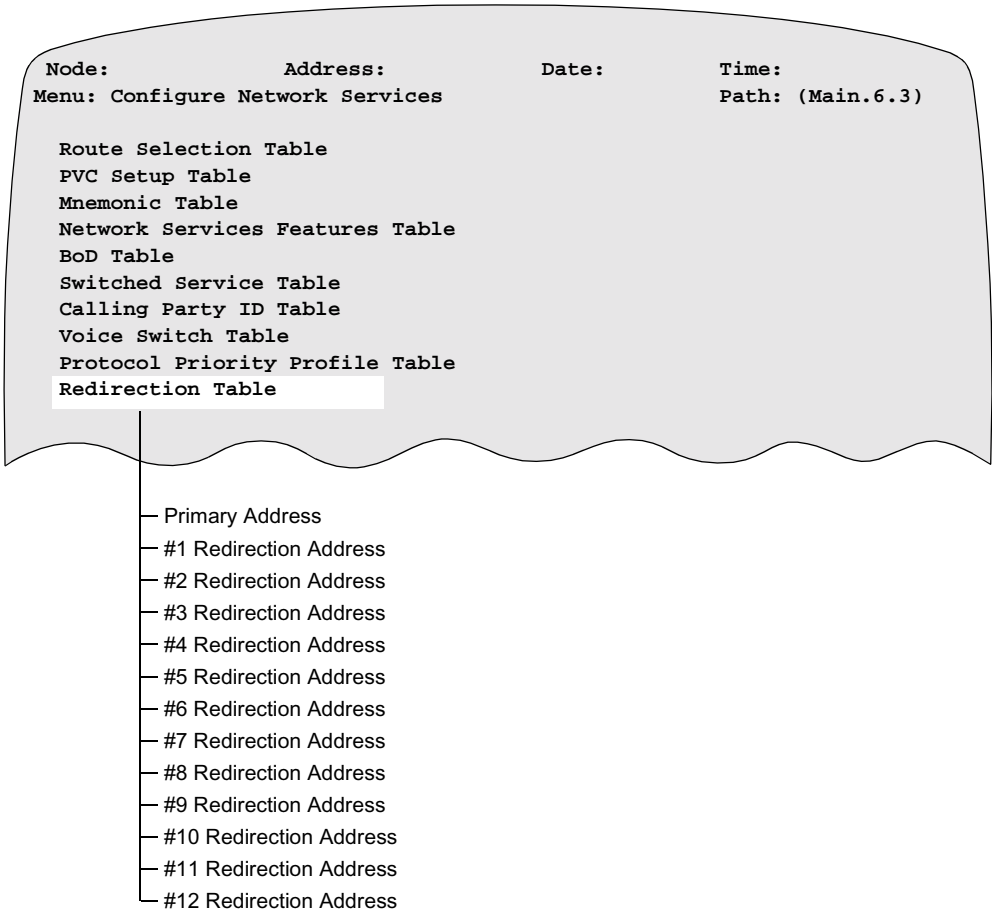 Node: Address: Date: Time:
Menu: Configure Network Services Path: (Main.6.3)
Route Selection Table
PVC Setup Table
Mnemonic Table
Network Services Features Table
BoD Table
Switched Service Table
Calling Party ID Table
Voice Switch Table
Protocol Priority Profile Table
Redirection Table
Primary Address
#1 Redirection Address
#2 Redirection Address
#3 Redirection Address
#4 Redirection Address
#5 Redirection Address
#6 Redirection Address
#7 Redirection Address
#8 Redirection Address
#9 Redirection Address
#10 Redirection Address
#11 Redirection Address
#12 Redirection Address